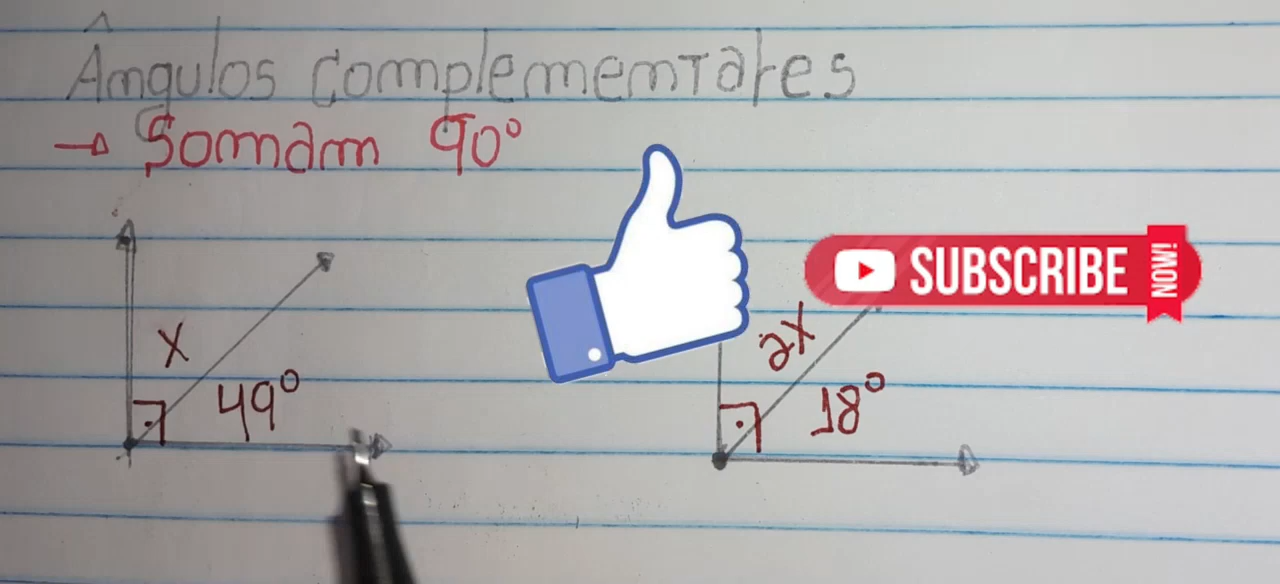 Ângulos complementares
→ Somam 90°
SUBSCRIBE NOW!
x
2x
49°
18°